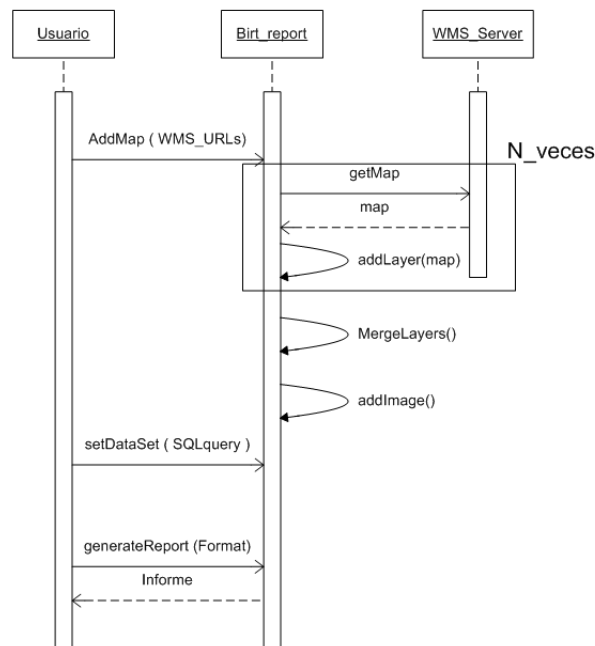 Usuario
Birt_report
WMS_Server
AddMap ( WMS_URLs)
N_veces
getMap
map
addLayer(map)
MergeLayers()
addImage()
setDataSet ( SQLquery )
generateReport (Format)
Informe